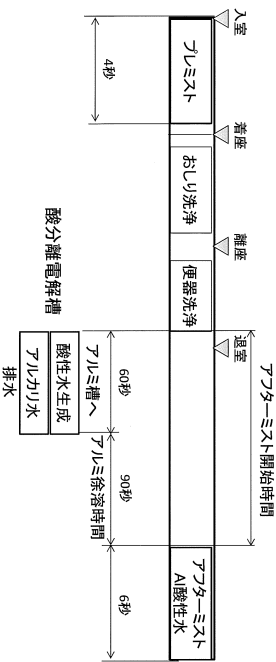 入室
着座
離座
退室
アフターミスト開始時間
プレミスト
おしり洗浄
便器洗浄
アフターミスト
Al酸性水
4秒
60秒
90秒
6秒
アルミ槽へ
アルミ徐溶時間
酸分離電解槽
酸性水生成
アルカリ水
排水